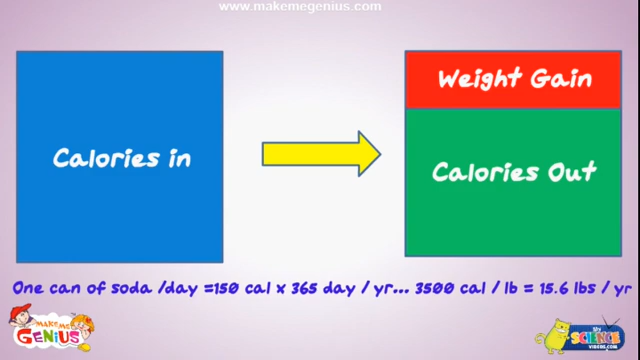 www.makemegenius.com
Weight Gain
Calories in
Calories Out
One can of soda /day =150 cal x 365 day / yr... 3500 cal / lb = 15.6 lbs / yr
MAKE ME
GENIUS
My
SCIENCE
VIDEOS.COM